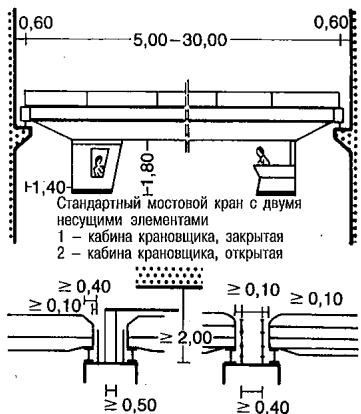 0,60 0,60
5,00–30,00
1,40 1,80
Стандартный мостовой кран с двумя
несущими элементами
1 – кабина крановщика, закрытая
2 – кабина крановщика, открытая
≥ 0,40
≥ 0,10 ≥ 0,10 ≥ 0,10
≥ 2,00
≥ 0,50 ≥ 0,40